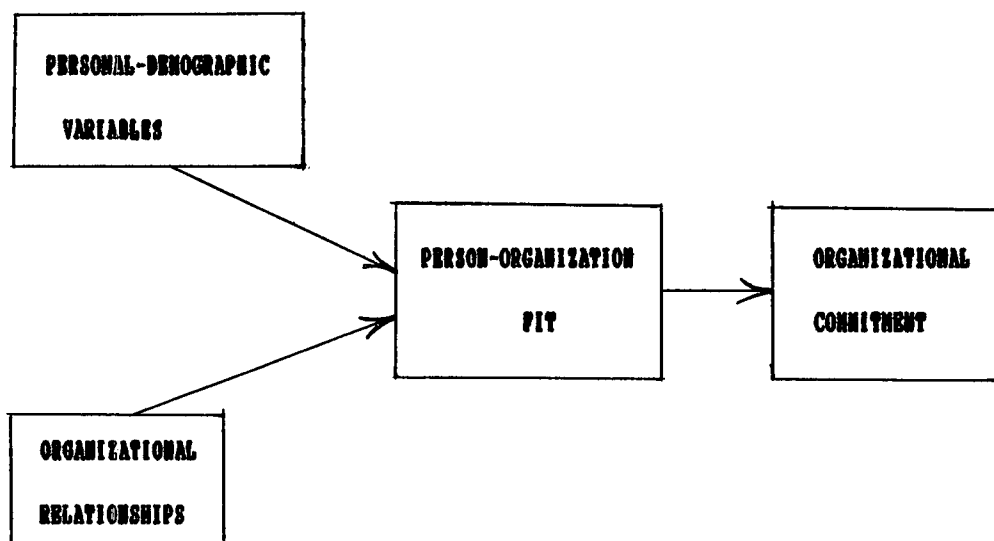 PERSONAL-DEMOGRAPHIC
VARIABLES
PERSON-ORGANIZATION
FIT
ORGANIZATIONAL
COMMITMENT
ORGANIZATIONAL
RELATIONSHIPS